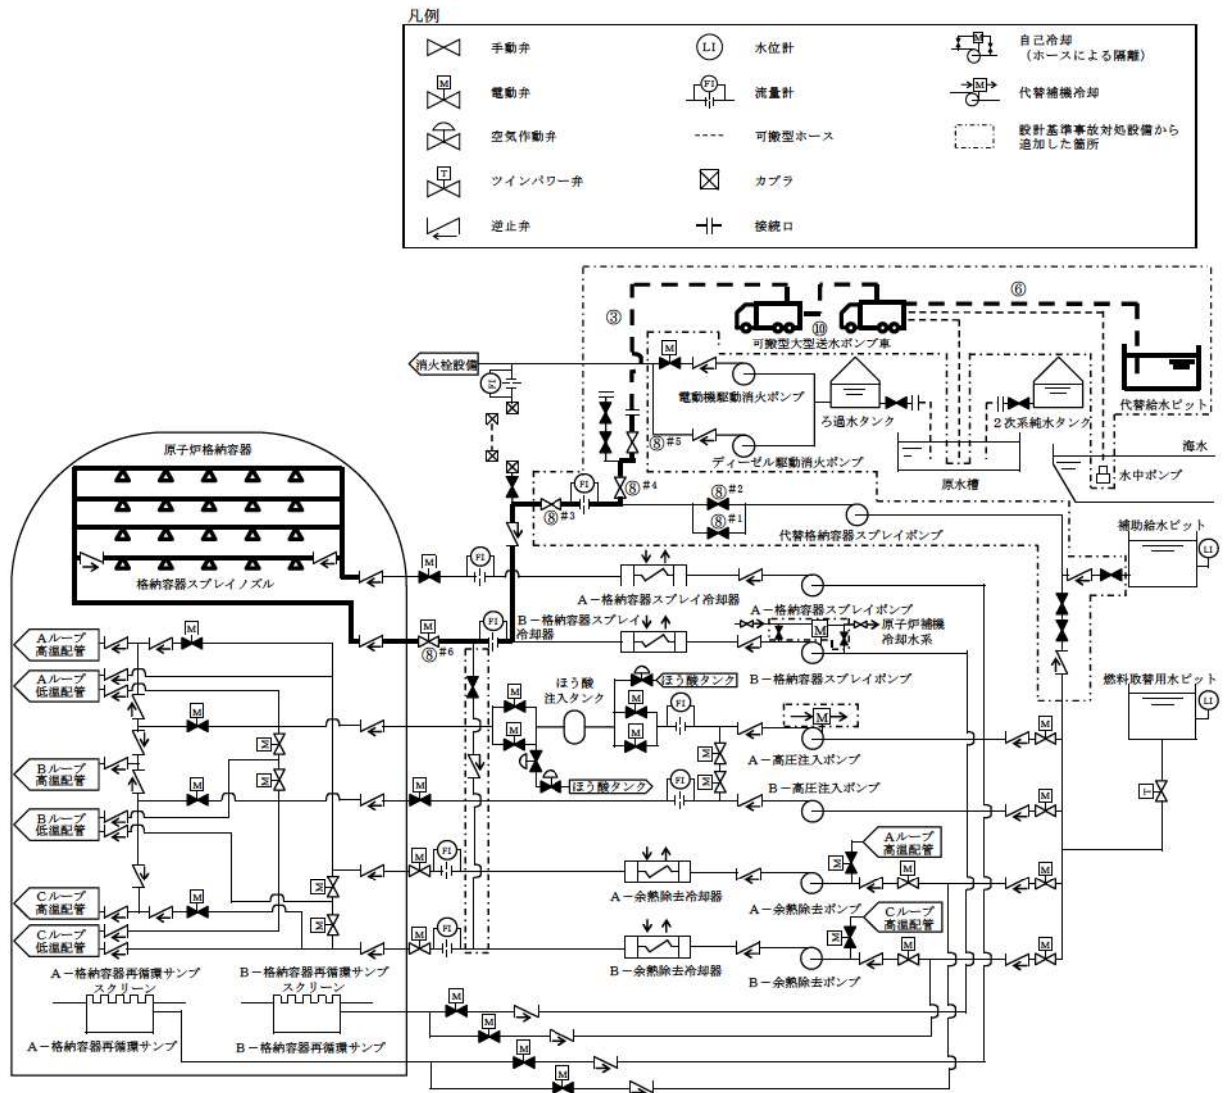 凡例
手動弁
電動弁
空気作動弁
ツインパワー弁
逆止弁
LI
水位計
FI
流量計
可搬型ホース
カプラ
接続口
自己冷却
（ホースによる隔離）
代替補機冷却
設計基準事故対処設備から
追加した箇所
③
⑥
⑩
可搬型大型送水ポンプ車
代替給水ピット
消火栓設備
電動機駆動消火ポンプ
ろ過水タンク
2次系純水タンク
海水
⑧#5
ディーゼル駆動消火ポンプ
原水槽
水中ポンプ
⑧#4
⑧#2
⑧#3
⑧#1
代替格納容器スプレイポンプ
補助給水ピット
原子炉格納容器
格納容器スプレイノズル
A－格納容器スプレイ冷却器
A－格納容器スプレイポンプ
B－格納容器スプレイ
冷却器
原子炉補機
冷却水系
⑧#6
B－格納容器スプレイポンプ
燃料取替用水ピット
Aループ
高温配管
Aループ
低温配管
ほう酸
注入タンク
ほう酸タンク
A－高圧注入ポンプ
Bループ
高温配管
ほう酸タンク
B－高圧注入ポンプ
Bループ
低温配管
Aループ
高温配管
A－余熱除去冷却器
A－余熱除去ポンプ
Cループ
高温配管
Cループ
高温配管
Cループ
低温配管
B－余熱除去冷却器
B－余熱除去ポンプ
A－格納容器再循環サンプ
スクリーン
B－格納容器再循環サンプ
スクリーン
A－格納容器再循環サンプ
B－格納容器再循環サンプ